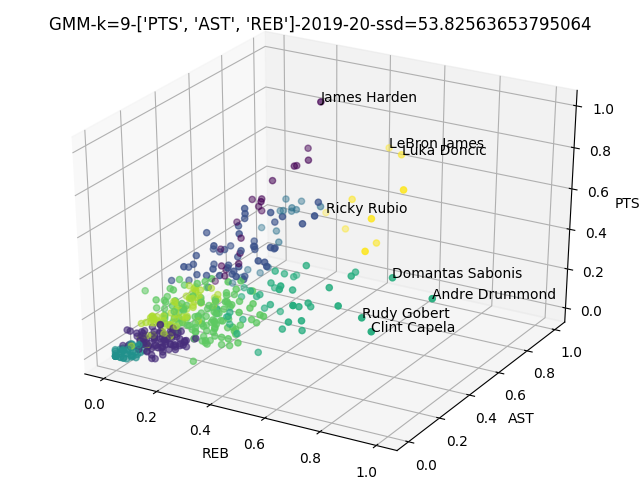 GMM-k=9-['PTS', 'AST', 'REB']-2019-20-ssd=53.82563653795064
James Harden
LeBron James
Luka Doncic
Ricky Rubio
Domantas Sabonis
Andre Drummond
Rudy Gobert
Clint Capela
1.0
0.8
0.6
0.4
0.2
0.0
PTS
1.0
0.8
0.6
0.4
0.2
0.0
AST
0.0
0.2
0.4
0.6
0.8
1.0
REB